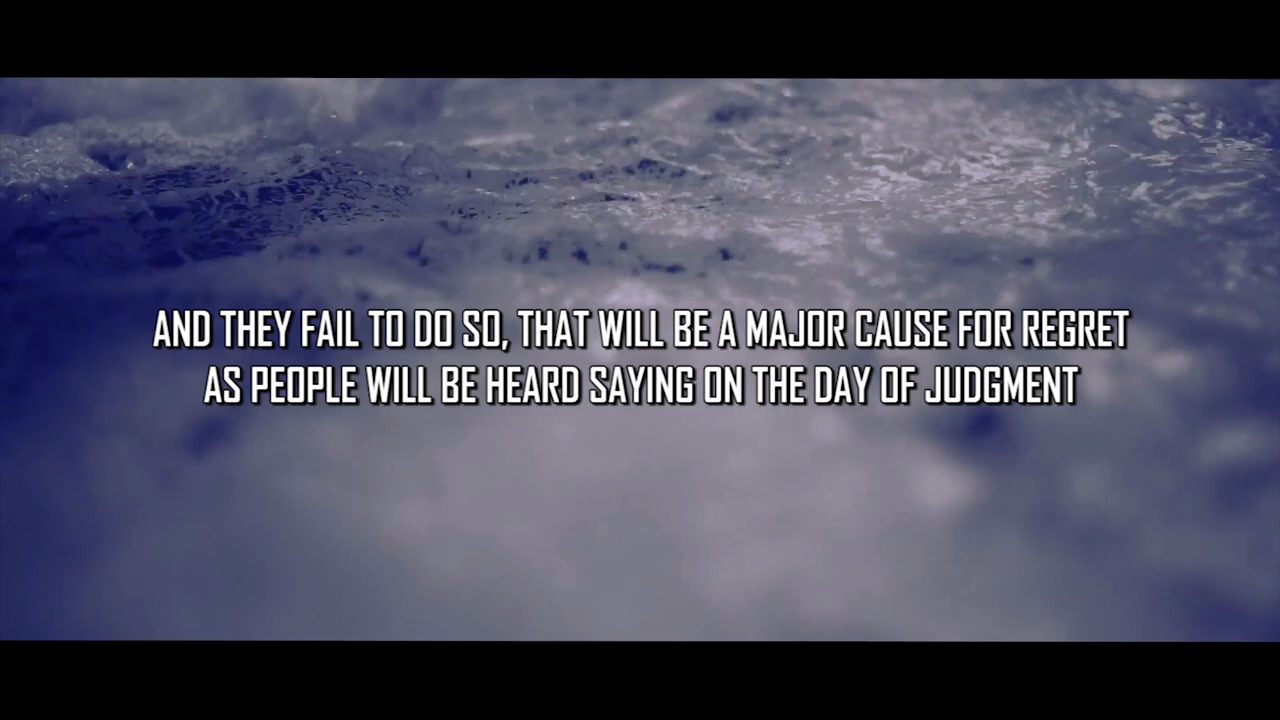 AND THEY FAIL TO DO SO, THAT WILL BE A MAJOR CAUSE FOR REGRET
AS PEOPLE WILL BE HEARD SAYING ON THE DAY OF JUDGMENT